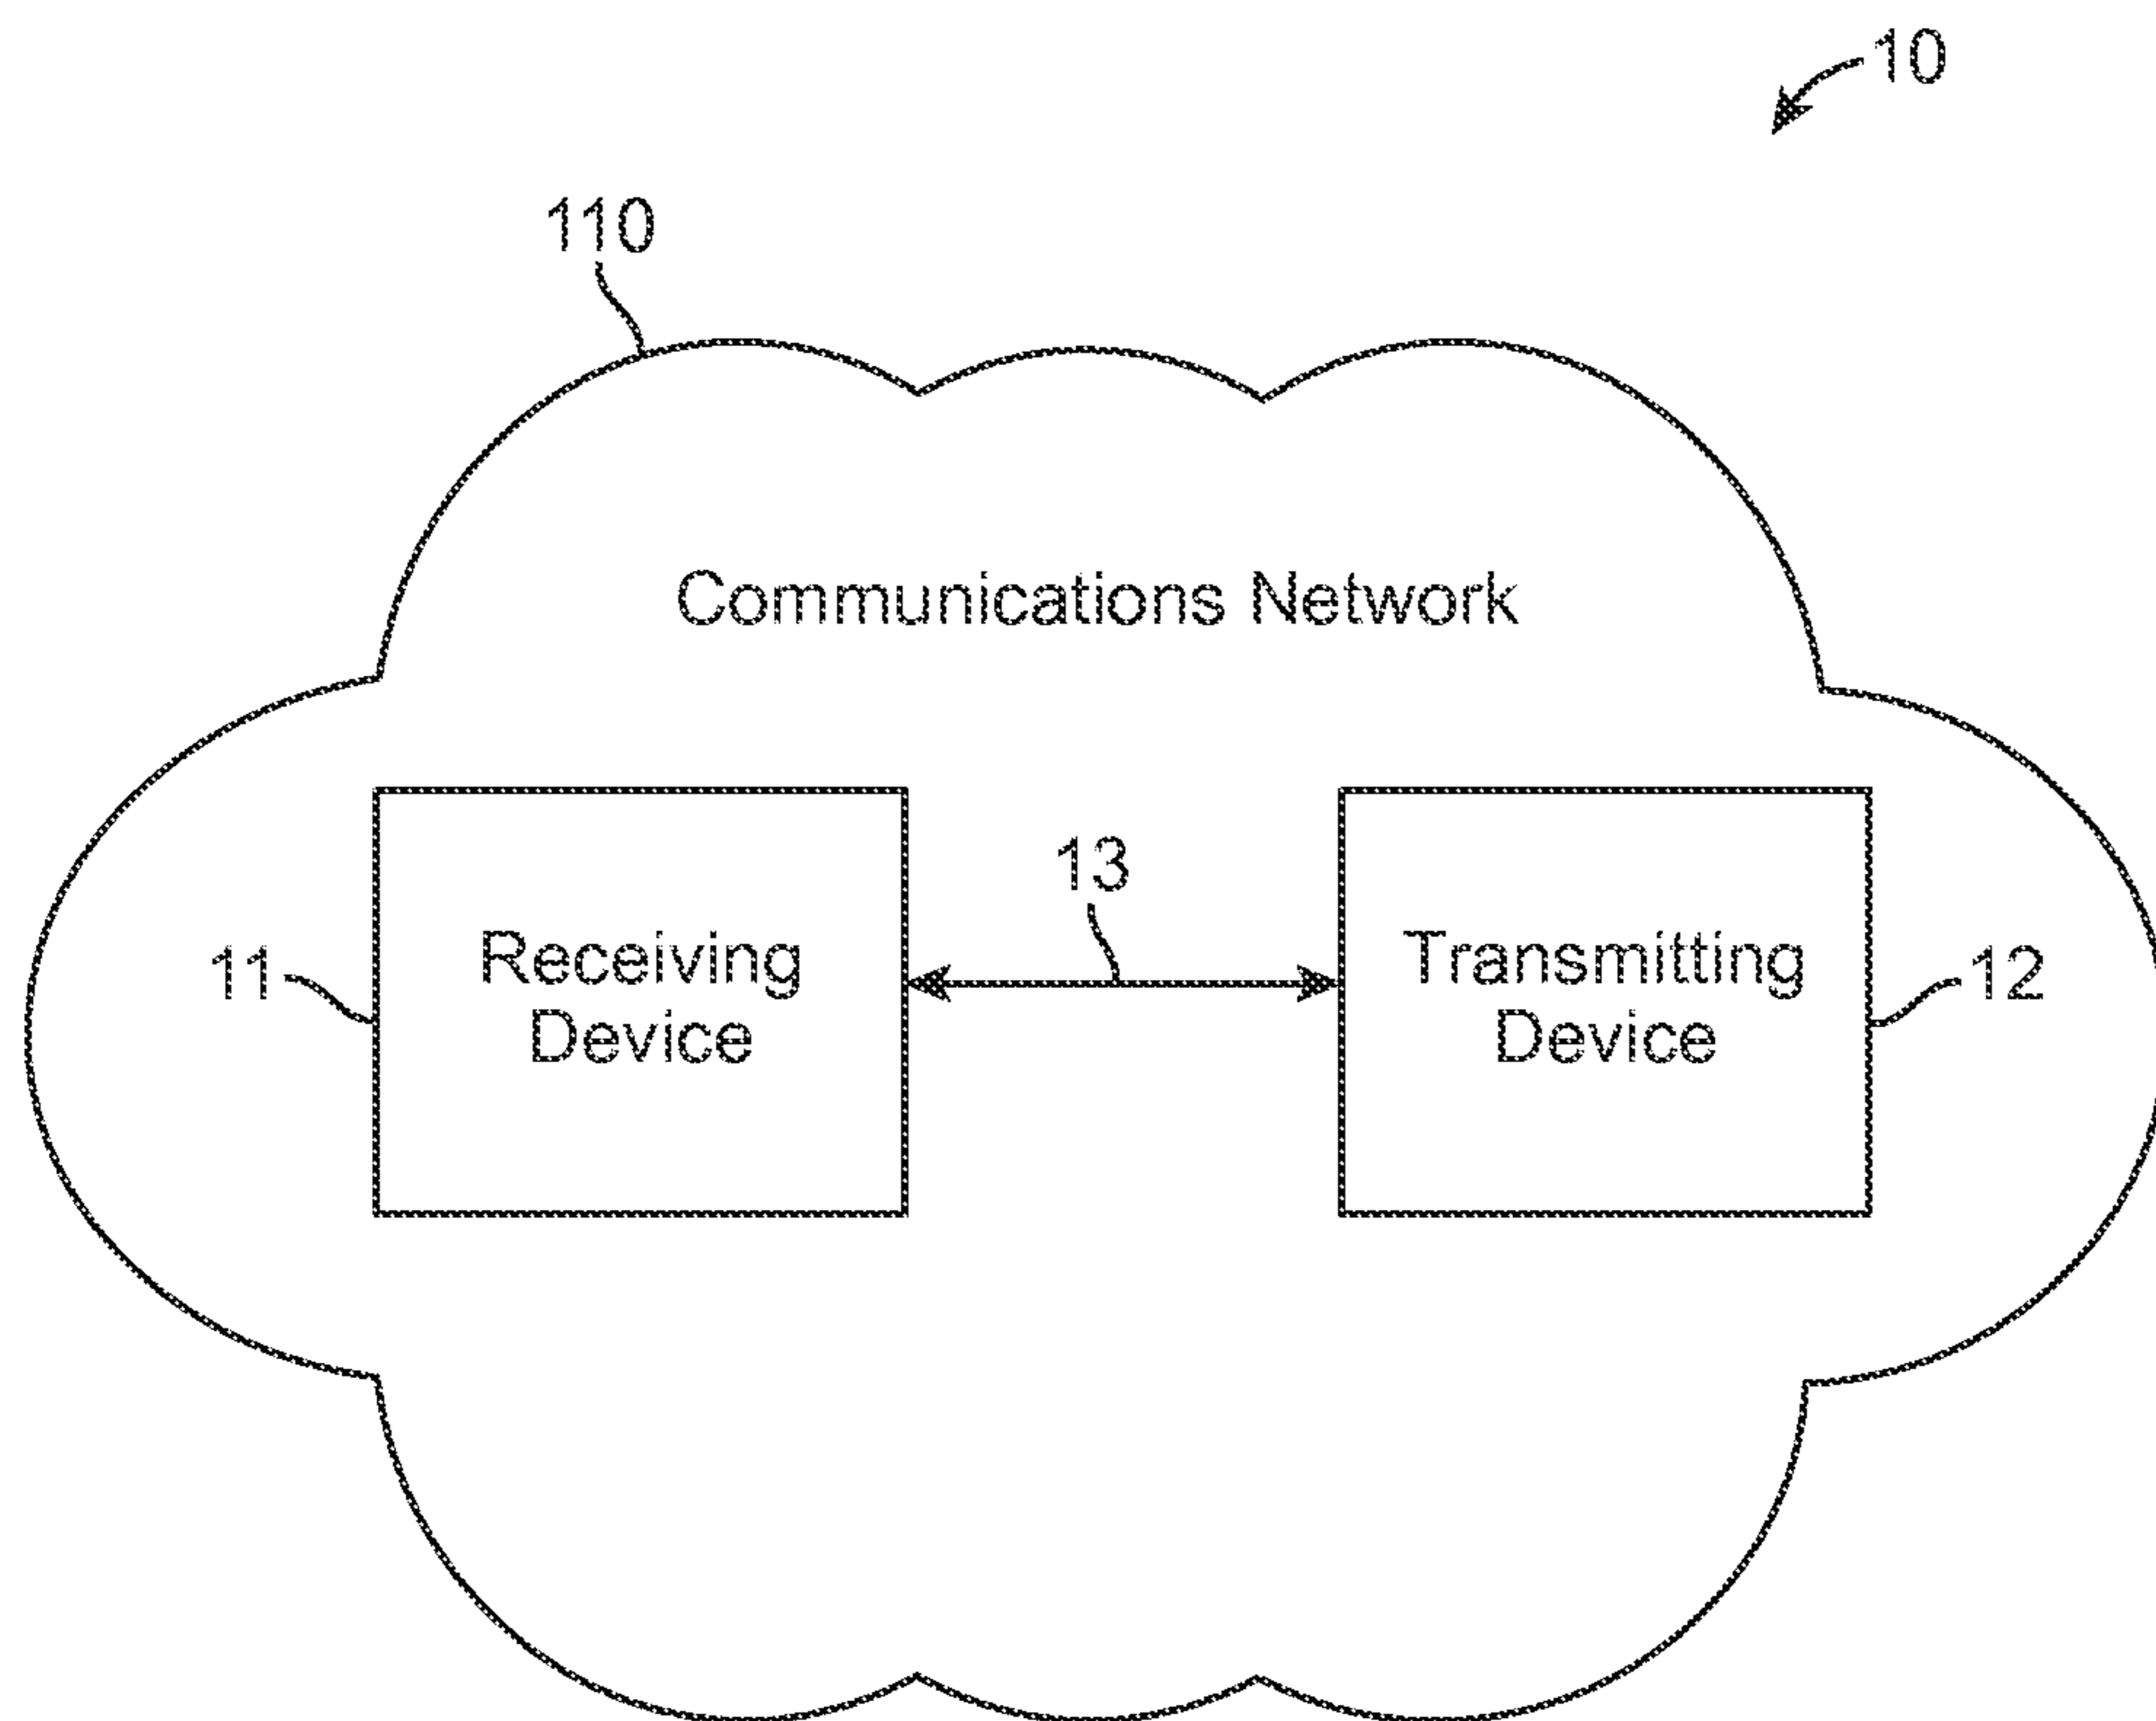 10
110
Communications Network
13
11
Receiving
Device
Transmitting
Device
12